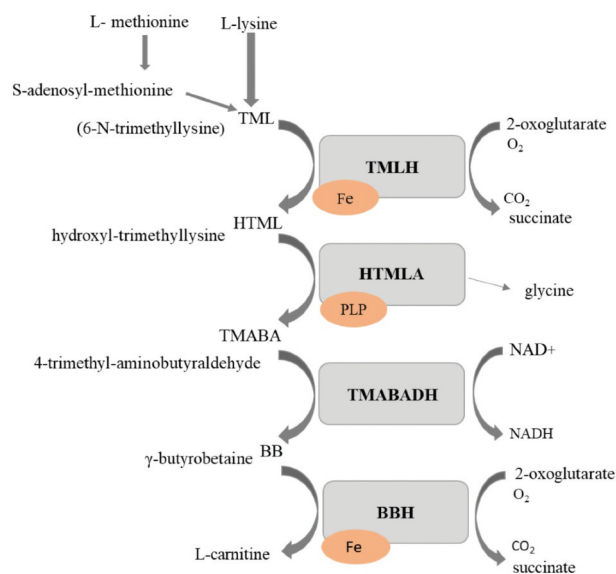 L- methionine
L-lysine
S-adenosyl-methionine
TML
(6-N-trimethyllysine)
2-oxoglutarate
O₂
TMLH
Fe
CO₂
succinate
HTML
hydroxyl-trimethyllysine
HTMLA
glycine
PLP
TMABA
4-trimethyl-aminobutyraldehyde
NAD+
TMABADH
NADH
γ-butyrobetaine BB
2-oxoglutarate
O₂
BBH
Fe
L-carnitine
CO₂
succinate